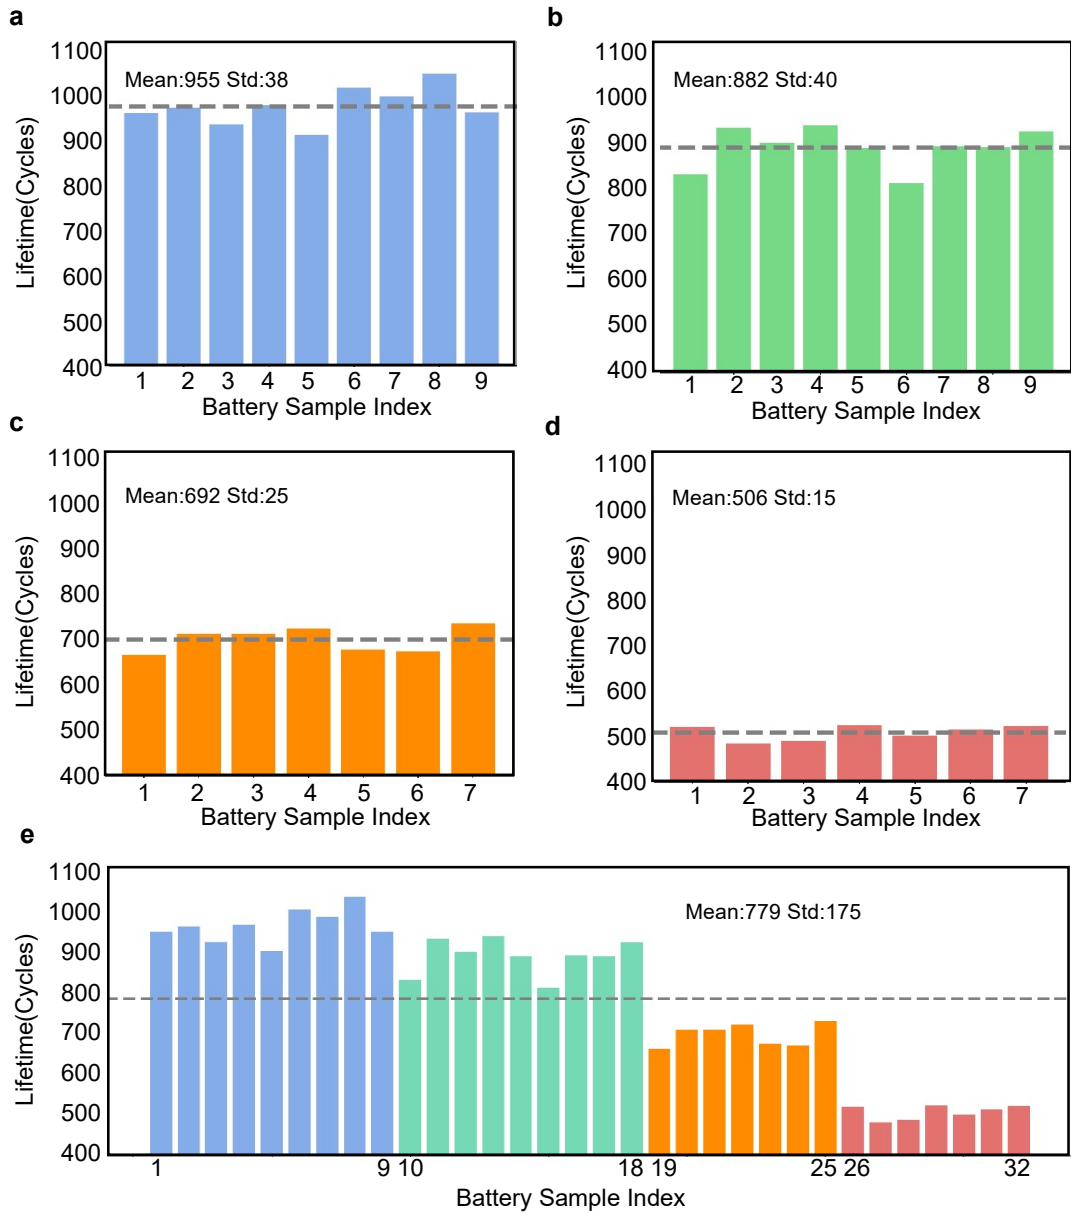 a
1100
1000
900
800
700
600
500
400
Lifetime(Cycles)
Mean:955 Std:38
1 2 3 4 5 6 7 8 9
Battery Sample Index
b
1100
1000
900
800
700
600
500
400
Lifetime(Cycles)
Mean:882 Std:40
1 2 3 4 5 6 7 8 9
Battery Sample Index
c
1100
1000
900
800
700
600
500
400
Lifetime(Cycles)
Mean:692 Std:25
1 2 3 4 5 6 7
Battery Sample Index
d
1100
1000
900
800
700
600
500
400
Lifetime(Cycles)
Mean:506 Std:15
1 2 3 4 5 6 7
Battery Sample Index
e
1100
1000
900
800
700
600
500
400
Lifetime(Cycles)
Mean:779 Std:175
1 9 10 18 19 25 26 32
Battery Sample Index